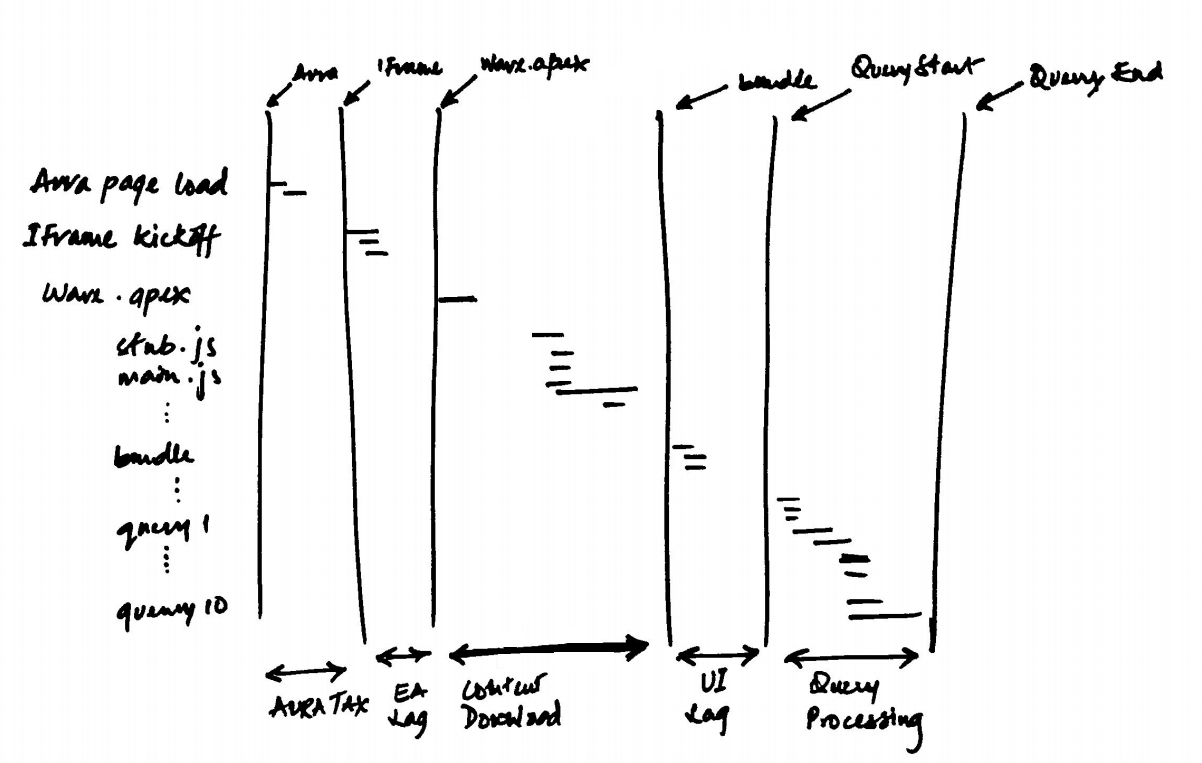 Aura
IFrame
Wave.apex
bundle
QueryStart
Query End
Aura page load
IFrame kickoff
Wave.apex
stub.js
main.js
bundle
query 1
query 10
AURA TAX
EA
Lag
Content
Download
UI
Lag
Query
Processing